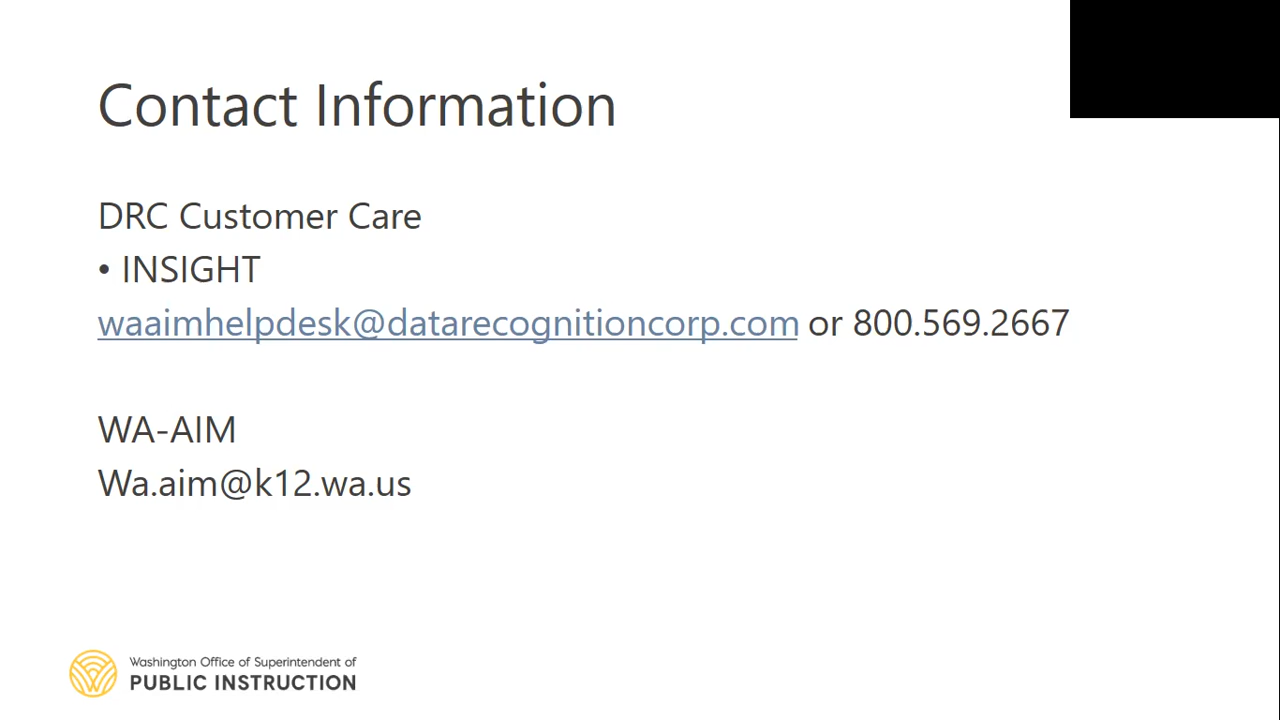 Contact Information
DRC Customer Care
• INSIGHT
waaimhelpdesk@datarecognitioncorp.com or 800.569.2667
WA-AIM
Wa.aim@k12.wa.us
Washington Office of Superintendent of
PUBLIC INSTRUCTION